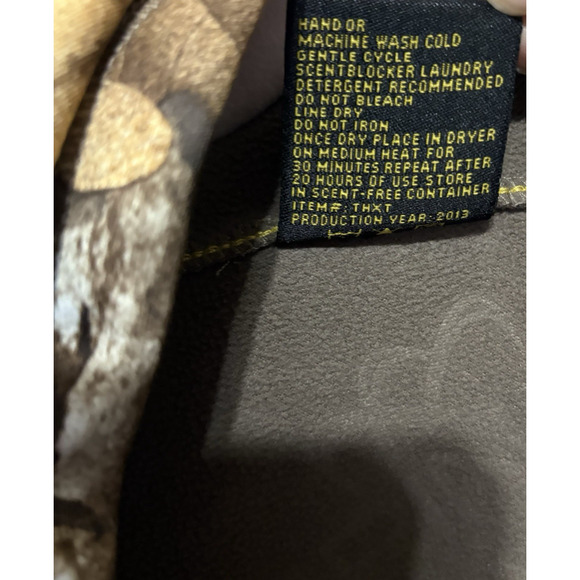 HAND OR
MACHINE WASH COLD
GENTLE CYCLE
SCENTBLOCKER LAUNDRY
DETERGENT RECOMMENDED
DO NOT BLEACH
LINE DRY
DO NOT IRON
ONCE DRY PLACE IN DRYER
ON MEDIUM HEAT FOR
30 MINUTES REPEAT AFTER
20 HOURS OF USE STORE
IN SCENT-FREE CONTAINER
ITEM#: THXT
PRODUCTION YEAR: 2013